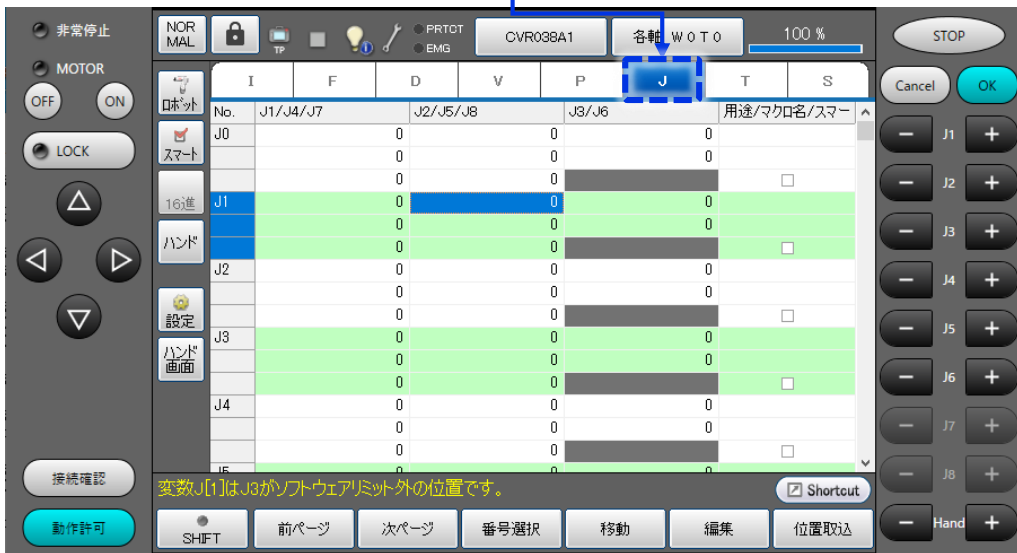 非常停止
MOTOR
OFF ON
LOCK
接続確認
動作許可
NOR
MAL
TP
PRTCT
EMG
CVR038A1
各軸 W 0 T 0
100 %
ロボット
スマート
16進
ハンド
設定
ハンド
画面
I F D V P J T S
No. J1/J4/J7 J2/J5/J8 J3/J6 用途/マクロ名/スマー
J0 0 0 0
0 0 0
0 0
J1 0 0 0
0 0 0
0 0
J2 0 0 0
0 0 0
0 0
J3 0 0 0
0 0 0
0 0
J4 0 0 0
0 0 0
0 0
J5 0 0 0
変数J[1]はJ3がソフトウェアリミット外の位置です。
Shortcut
SHIFT 前ページ 次ページ 番号選択 移動 編集 位置取込
STOP
Cancel OK
− J1 +
− J2 +
− J3 +
− J4 +
− J5 +
− J6 +
− J7 +
− J8 +
− Hand +